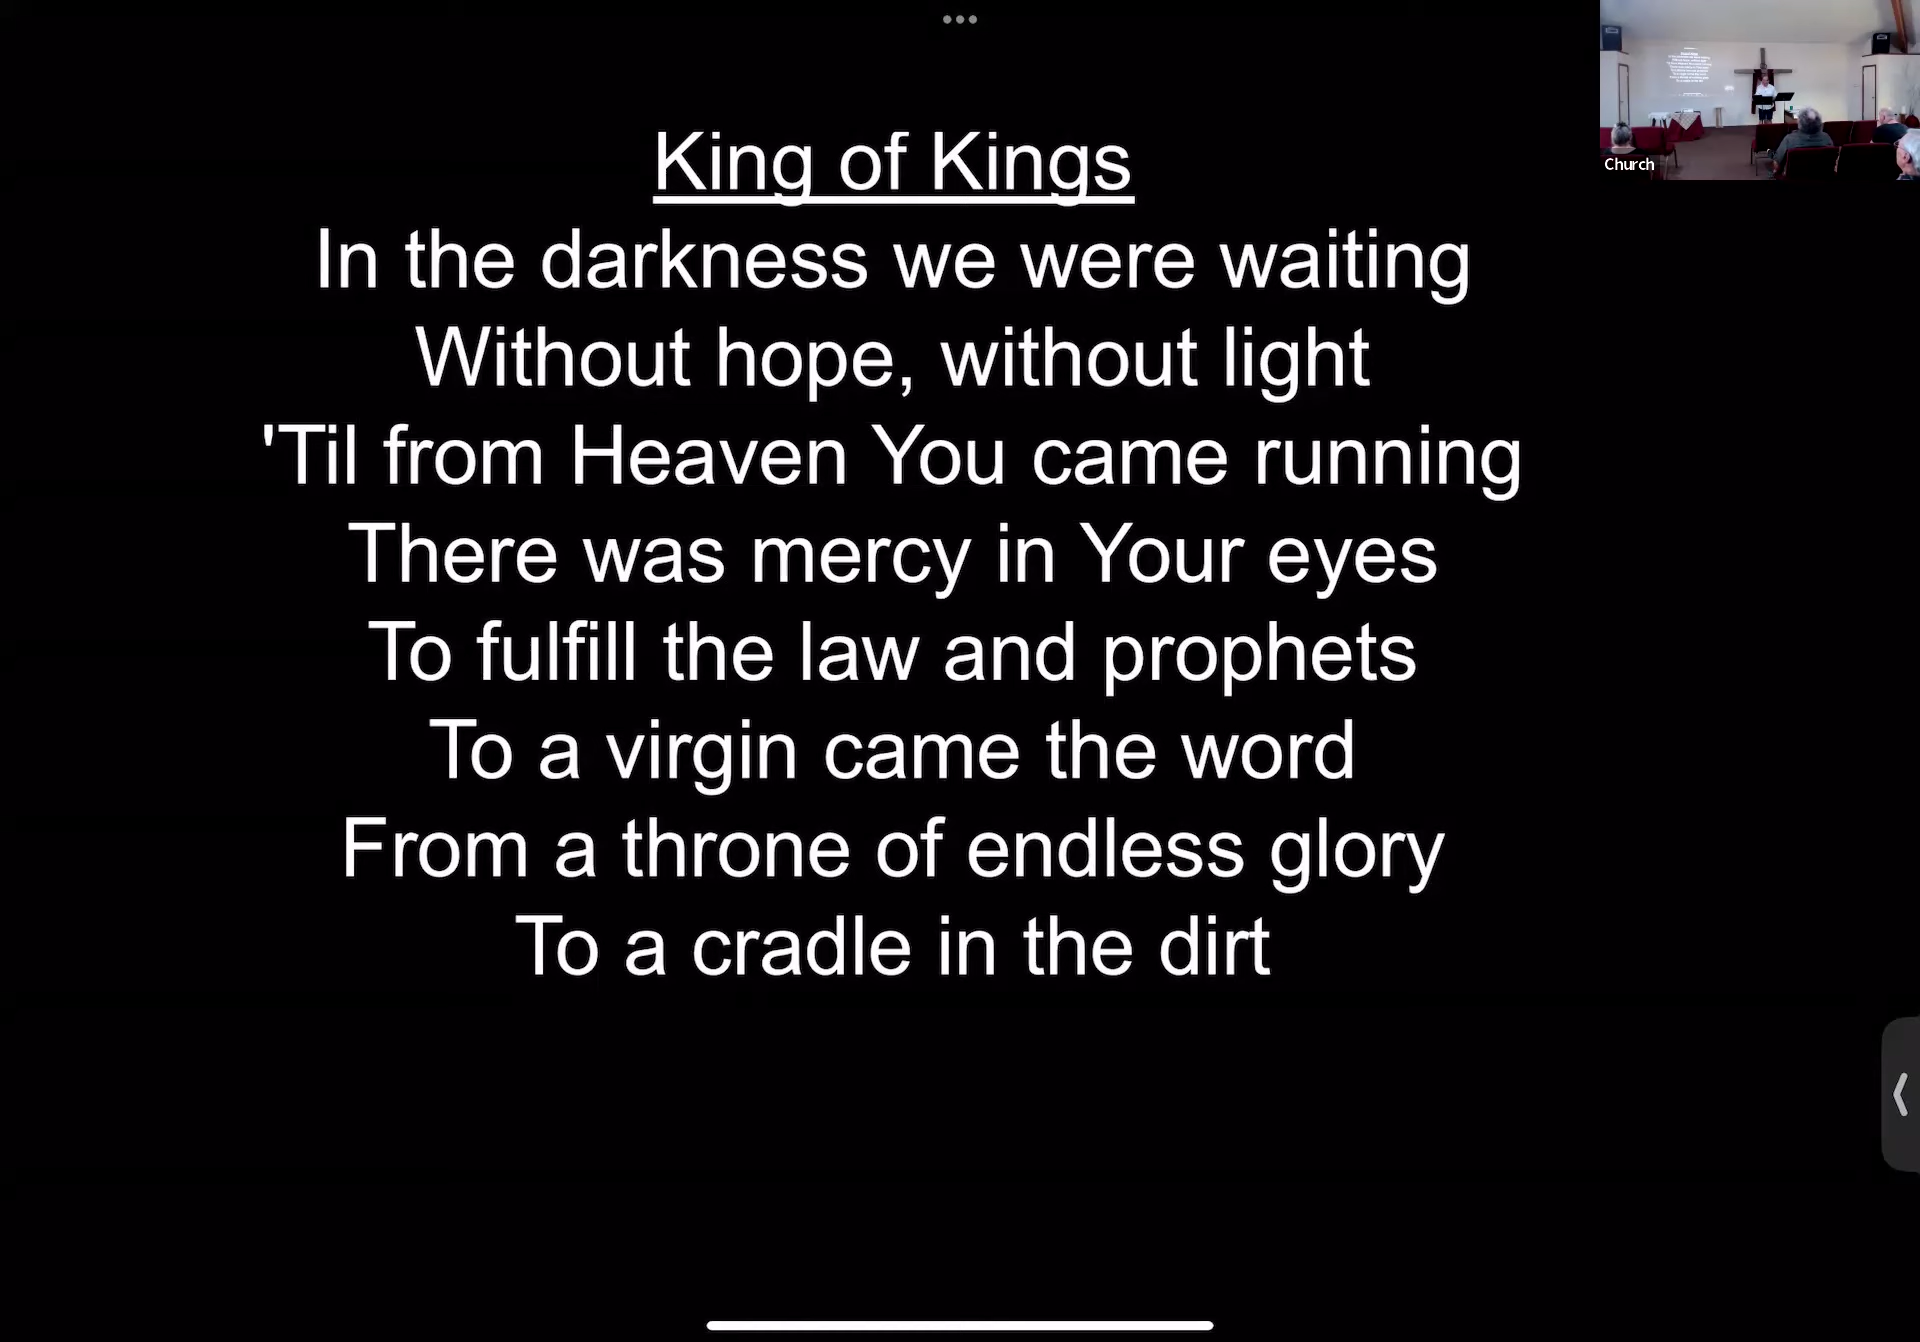 King of Kings
In the darkness we were waiting
Without hope, without light
'Til from Heaven You came running
There was mercy in Your eyes
To fulfill the law and prophets
To a virgin came the word
From a throne of endless glory
To a cradle in the dirt
Church